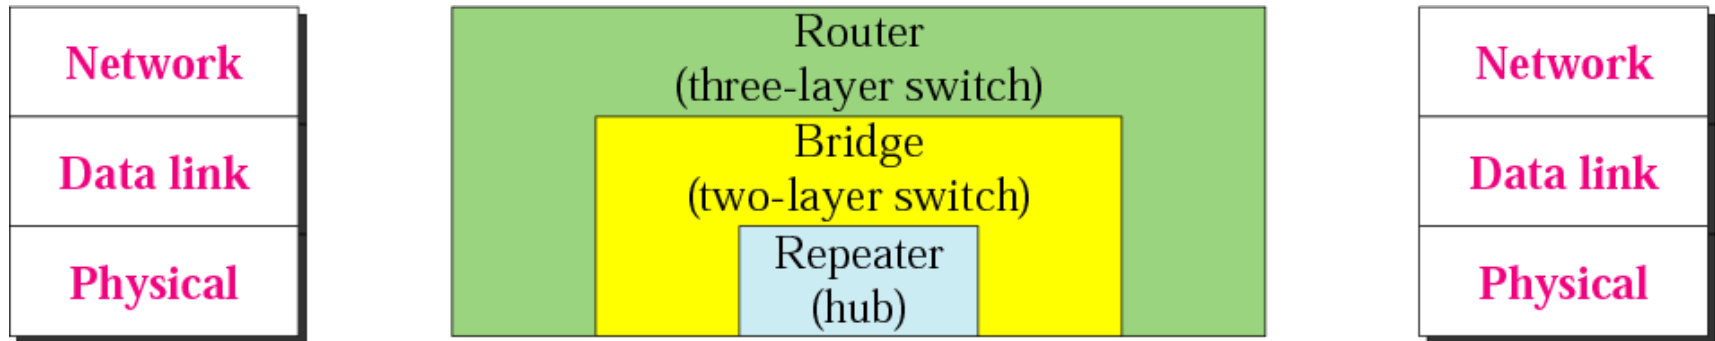 Network
Data link
Physical
Router
(three-layer switch)
Bridge
(two-layer switch)
Repeater
(hub)
Network
Data link
Physical